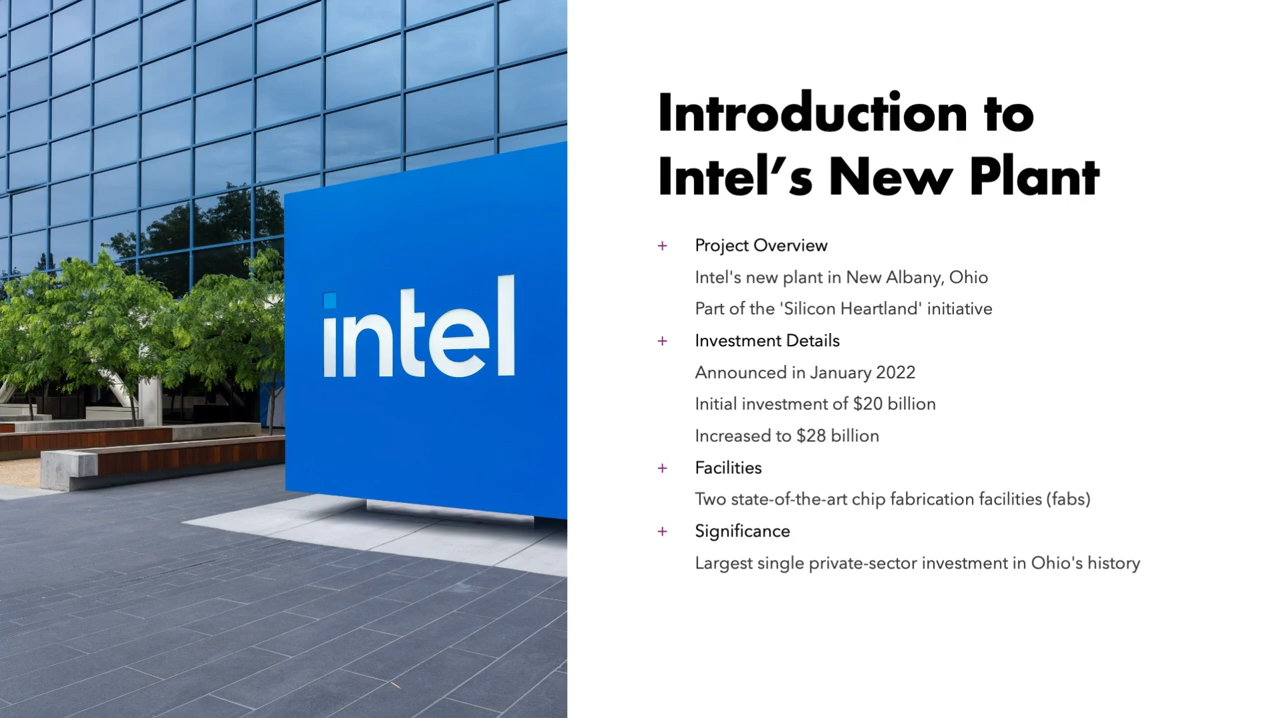 intel
Introduction to
Intel’s New Plant
+ Project Overview
Intel's new plant in New Albany, Ohio
Part of the 'Silicon Heartland' initiative
+ Investment Details
Announced in January 2022
Initial investment of $20 billion
Increased to $28 billion
+ Facilities
Two state-of-the-art chip fabrication facilities (fabs)
+ Significance
Largest single private-sector investment in Ohio's history